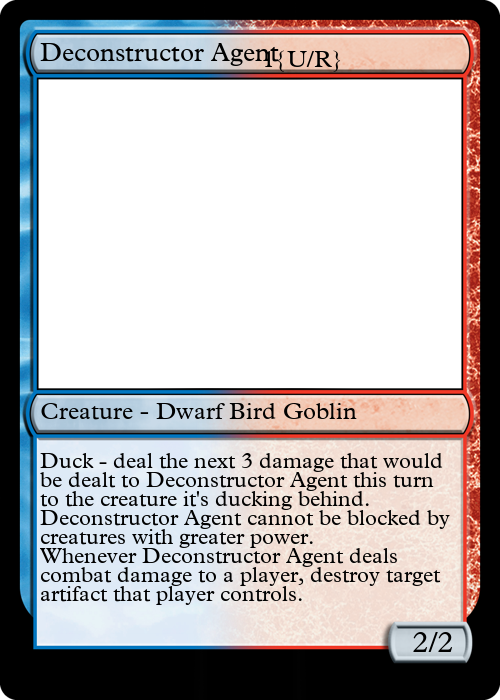 Deconstructor Agent 1{U/R}
Creature - Dwarf Bird Goblin
Duck - deal the next 3 damage that would
be dealt to Deconstructor Agent this turn
to the creature it's ducking behind.
Deconstructor Agent cannot be blocked by
creatures with greater power.
Whenever Deconstructor Agent deals
combat damage to a player, destroy target
artifact that player controls.
2/2